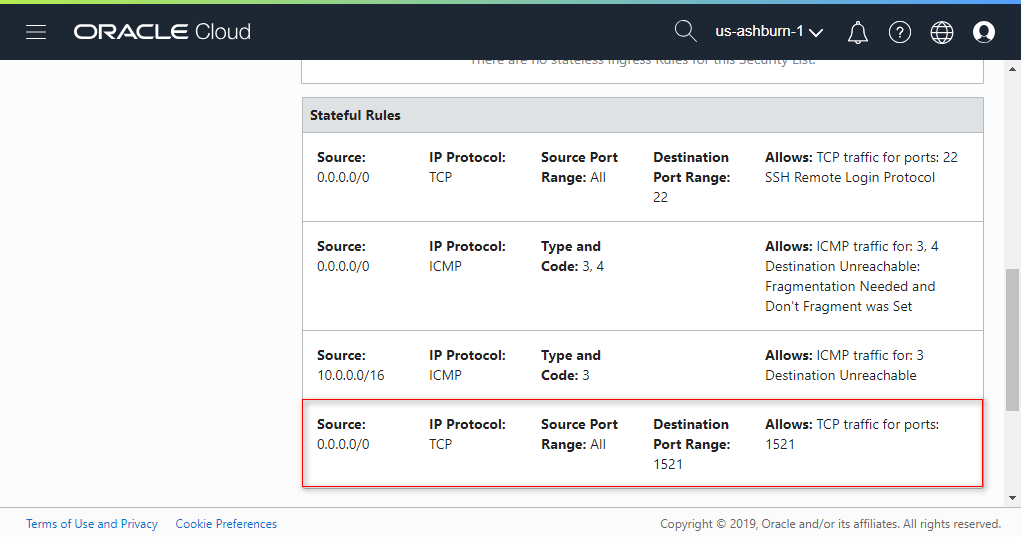 ORACLE Cloud
us-ashburn-1
There are no stateless Ingress Rules for this Security List.
Stateful Rules
Source: 0.0.0.0/0
IP Protocol: TCP
Source Port Range: All
Destination Port Range: 22
Allows: TCP traffic for ports: 22
SSH Remote Login Protocol
Source: 0.0.0.0/0
IP Protocol: ICMP
Type and Code: 3, 4
Allows: ICMP traffic for: 3, 4
Destination Unreachable:
Fragmentation Needed and
Don't Fragment was Set
Source: 10.0.0.0/16
IP Protocol: ICMP
Type and Code: 3
Allows: ICMP traffic for: 3
Destination Unreachable
Source: 0.0.0.0/0
IP Protocol: TCP
Source Port Range: All
Destination Port Range: 1521
Allows: TCP traffic for ports:
1521
Terms of Use and Privacy
Cookie Preferences
Copyright © 2019, Oracle and/or its affiliates. All rights reserved.